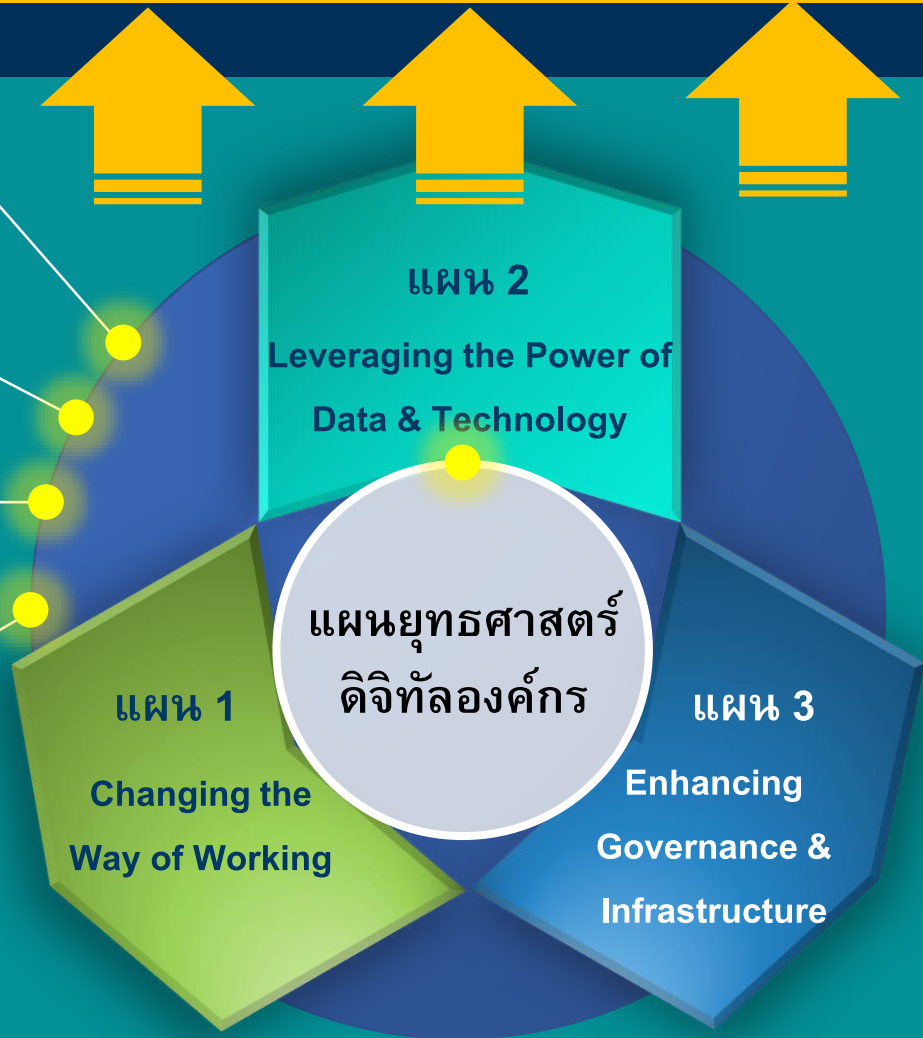 แผน 2
Leveraging the Power of
Data & Technology
แผนยุทธศาสตร์
ดิจิทัลองค์กร
แผน 1
Changing the
Way of Working
แผน 3
Enhancing
Governance &
Infrastructure